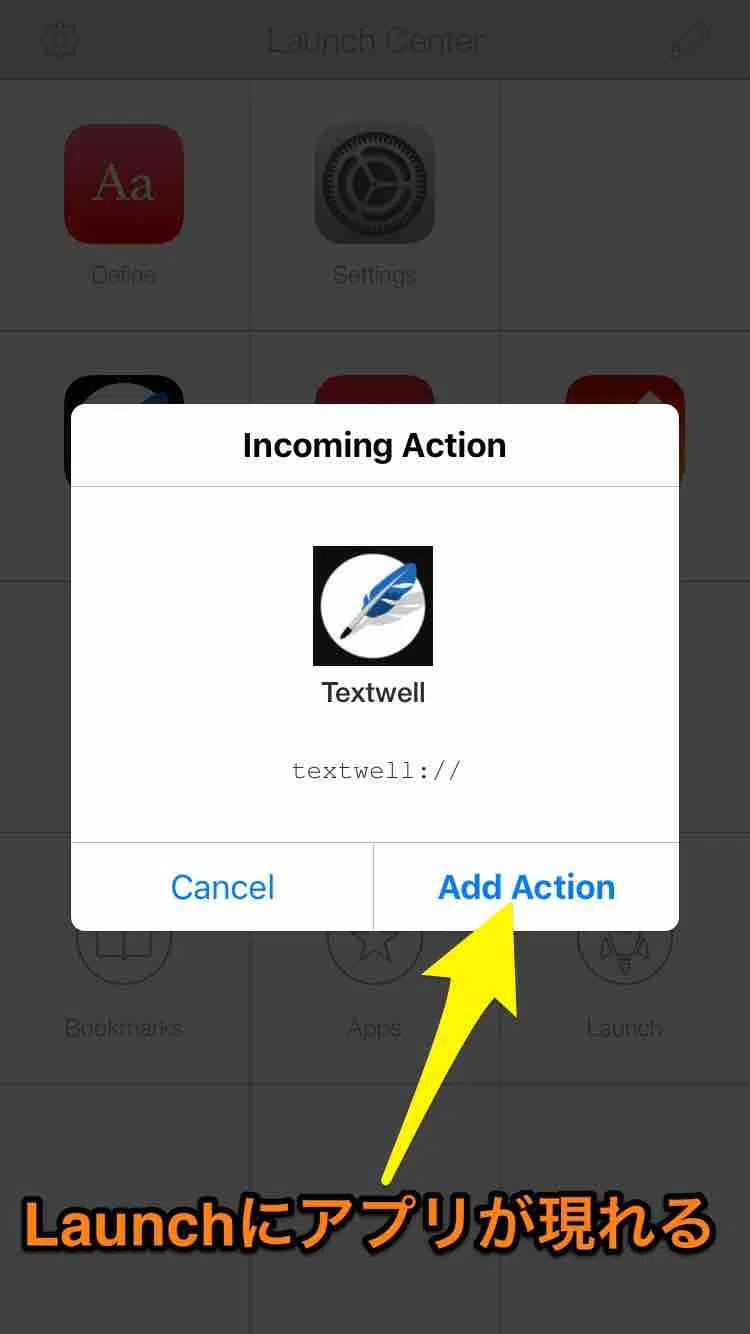 Launch Center
Aa
Define
Settings
Incoming Action
Textwell
textwell://
Cancel
Add Action
Bookmarks
Apps
Launch
Launchにアプリが現れる